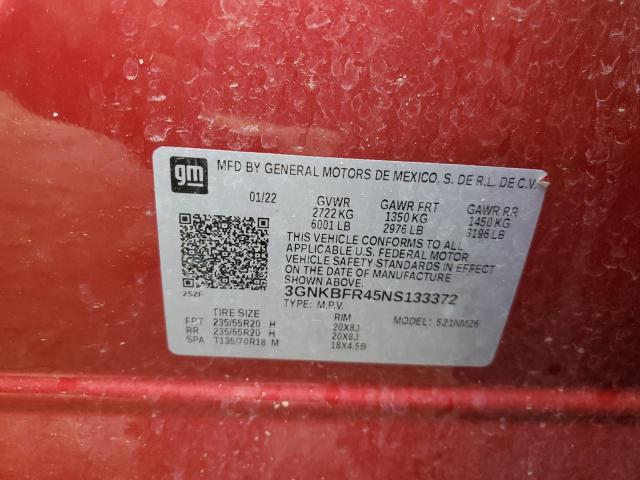 gm MFD BY GENERAL MOTORS DE MEXICO, S. DE R.L. DE C.V.
01/22 GVWR GAWR FRT GAWR RR
2722 KG 1350 KG 1450 KG
6001 LB 2976 LB 3196 LB
THIS VEHICLE CONFORMS TO ALL
APPLICABLE U.S. FEDERAL MOTOR
VEHICLE SAFETY STANDARDS IN EFFECT
ON THE DATE OF MANUFACTURE
SHOWN ABOVE.
252F 3GNKBFR45NS133372
TYPE: M.P.V. MODEL: 521NM26
TIRE SIZE RIM
FPT 235/55R20 H 20X8J
RR 235/55R20 H 20X8J
SPA T135/70R18 M 18X4.5B